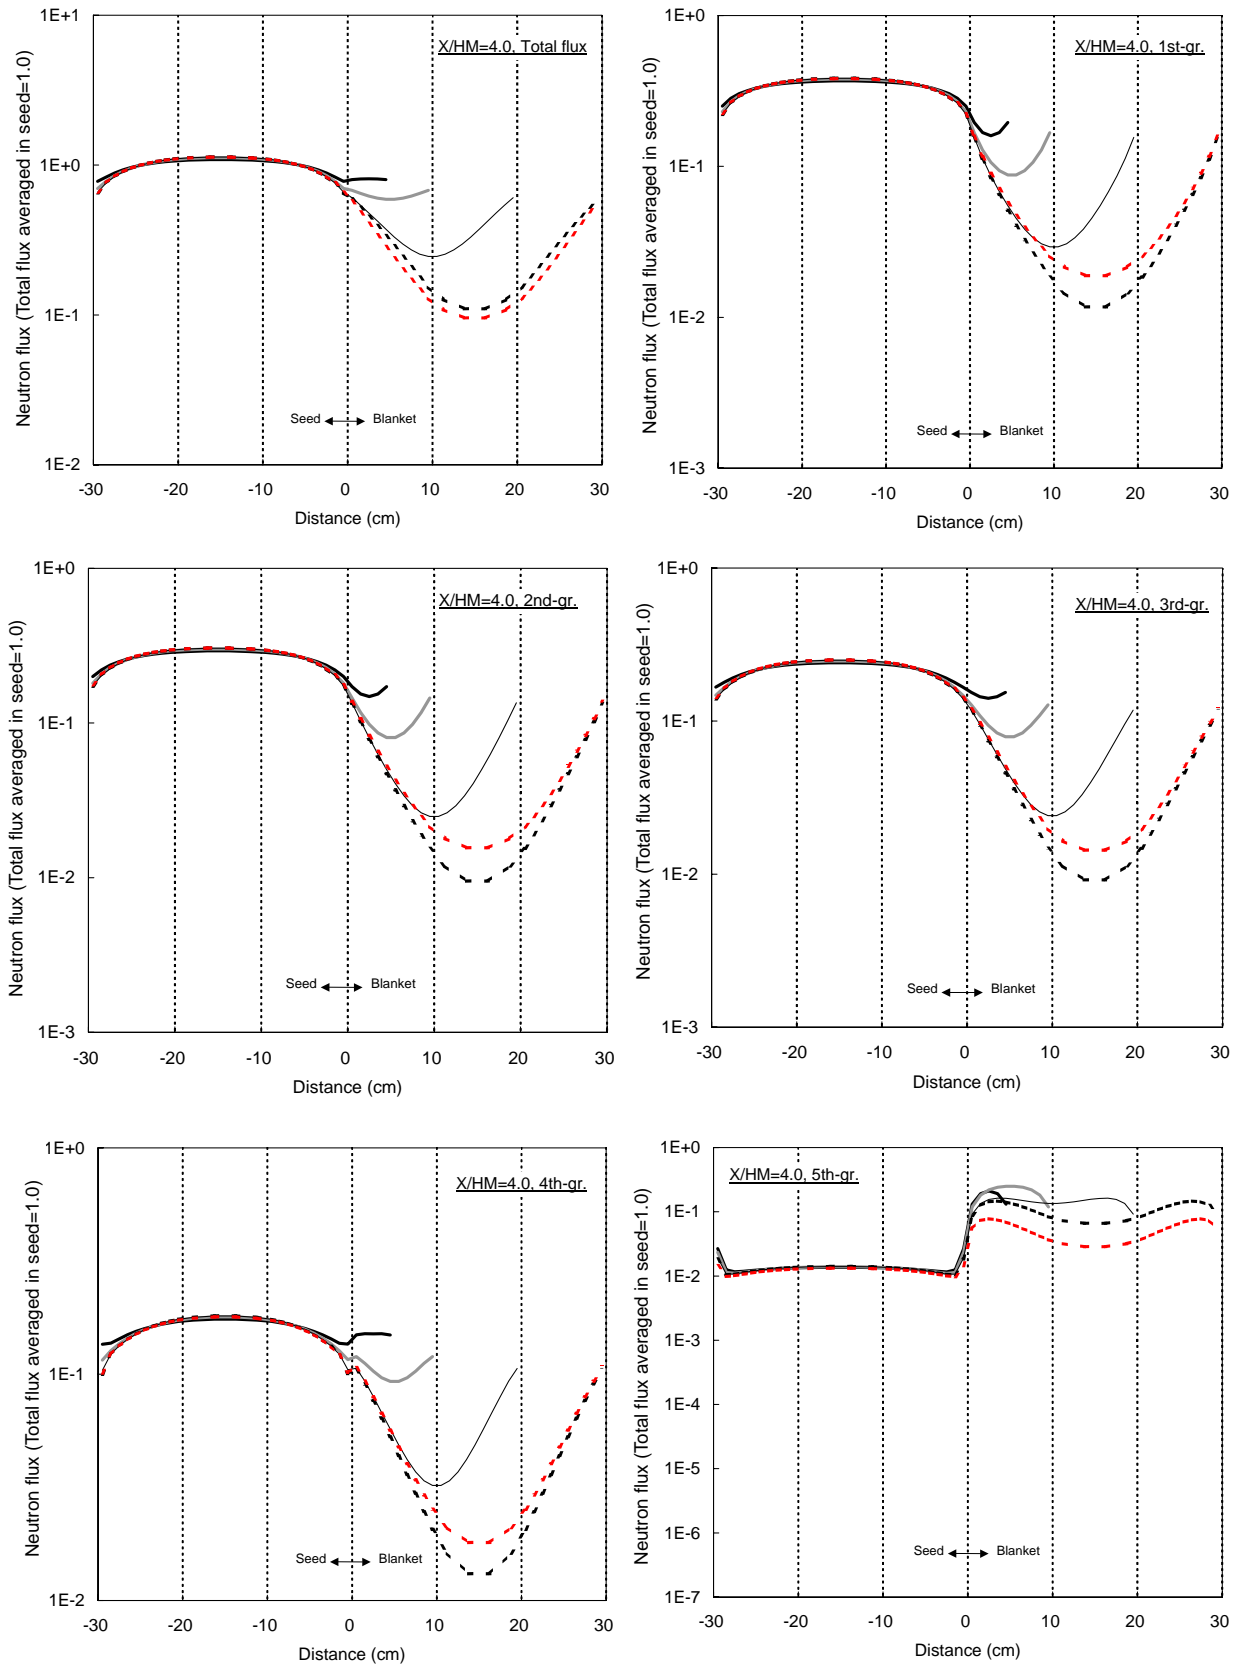 X/HM=4.0, Total flux
Neutron flux (Total flux averaged in seed=1.0)
1E+1
1E+0
1E-1
1E-2
Seed
Blanket
-30 -20 -10 0 10 20 30
Distance (cm)
X/HM=4.0, 1st-gr.
Neutron flux (Total flux averaged in seed=1.0)
1E+0
1E-1
1E-2
1E-3
Seed
Blanket
-30 -20 -10 0 10 20 30
Distance (cm)
X/HM=4.0, 2nd-gr.
Neutron flux (Total flux averaged in seed=1.0)
1E+0
1E-1
1E-2
1E-3
Seed
Blanket
-30 -20 -10 0 10 20 30
Distance (cm)
X/HM=4.0, 3rd-gr.
Neutron flux (Total flux averaged in seed=1.0)
1E+0
1E-1
1E-2
1E-3
Seed
Blanket
-30 -20 -10 0 10 20 30
Distance (cm)
X/HM=4.0, 4th-gr.
Neutron flux (Total flux averaged in seed=1.0)
1E+0
1E-1
1E-2
Seed
Blanket
-30 -20 -10 0 10 20 30
Distance (cm)
X/HM=4.0, 5th-gr.
Neutron flux (Total flux averaged in seed=1.0)
1E+0
1E-1
1E-2
1E-3
1E-4
1E-5
1E-6
1E-7
Seed
Blanket
-30 -20 -10 0 10 20 30
Distance (cm)